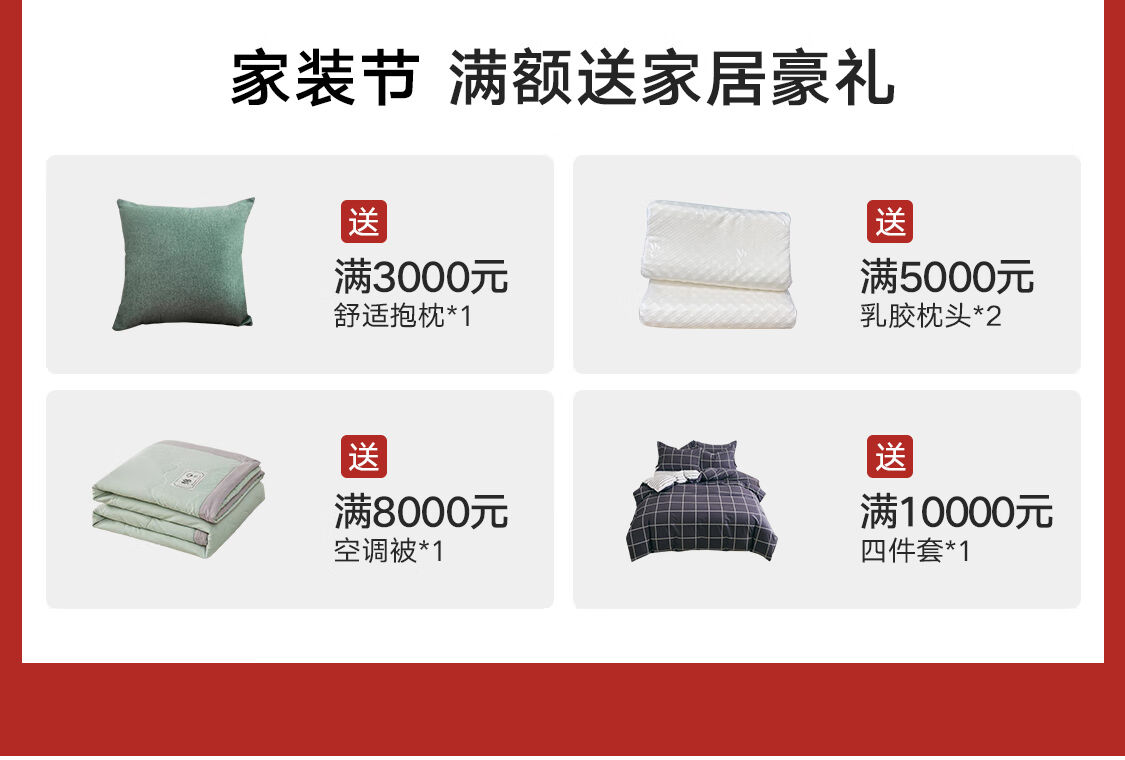 家装节 满额送家居豪礼
送
满3000元
舒适抱枕*1
送
满5000元
乳胶枕头*2
送
满8000元
空调被*1
送
满10000元
四件套*1